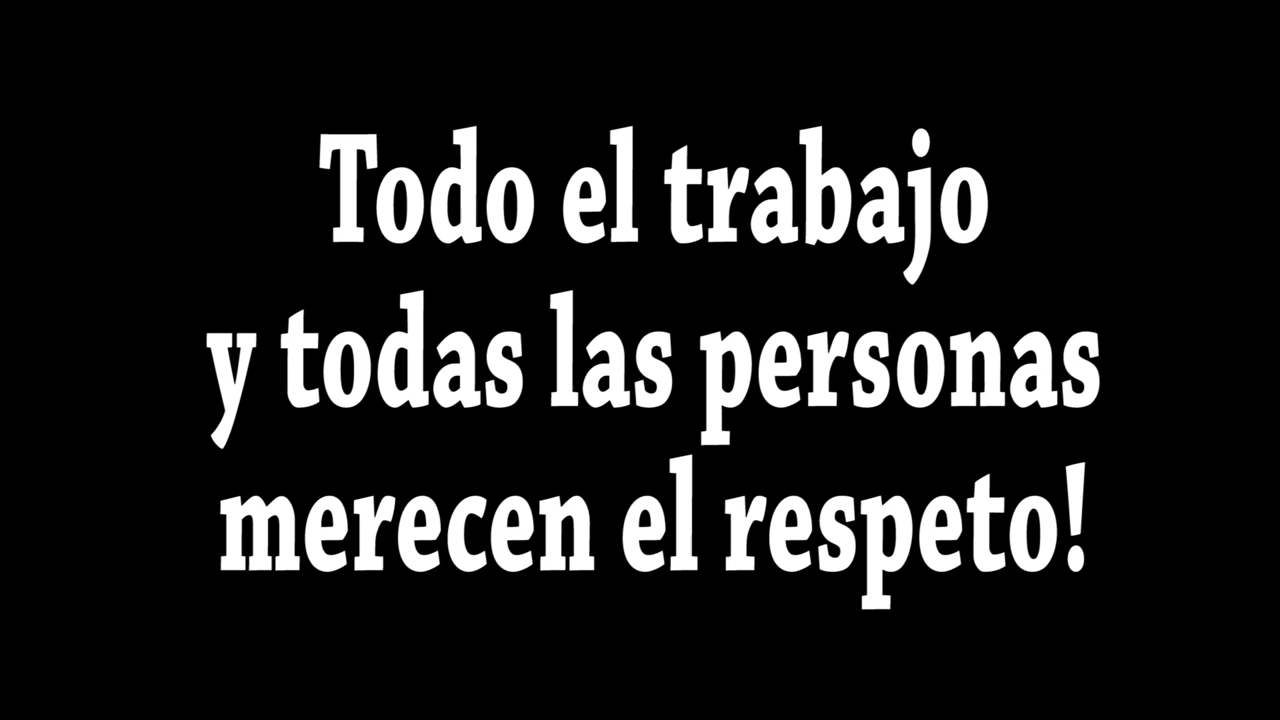 Todo el trabajo
y todas las personas
merecen el respeto!